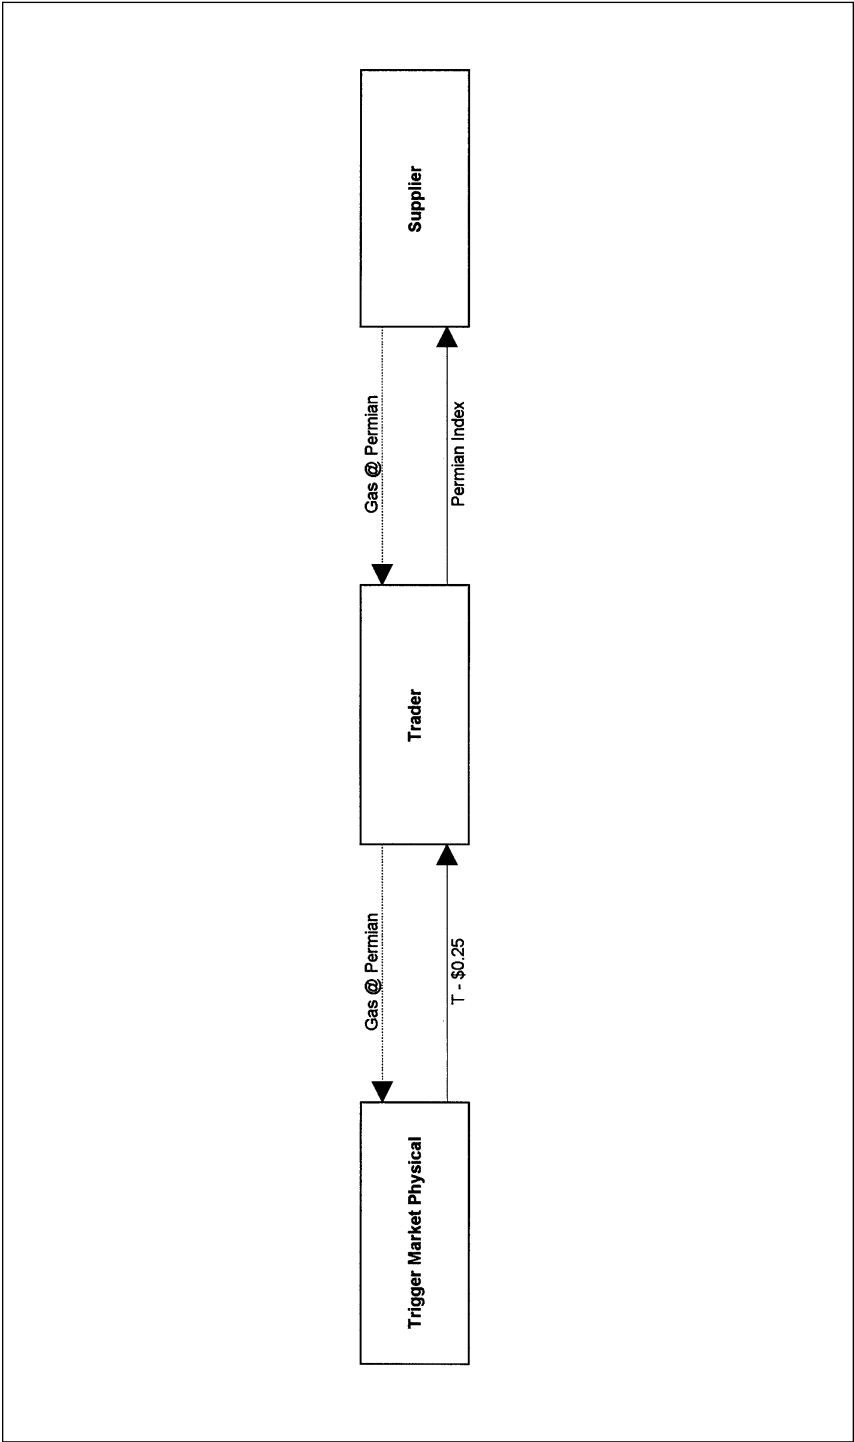 Trigger Market Physical
Gas @ Permian
T - $0.25
Trader
Gas @ Permian
Permian Index
Supplier